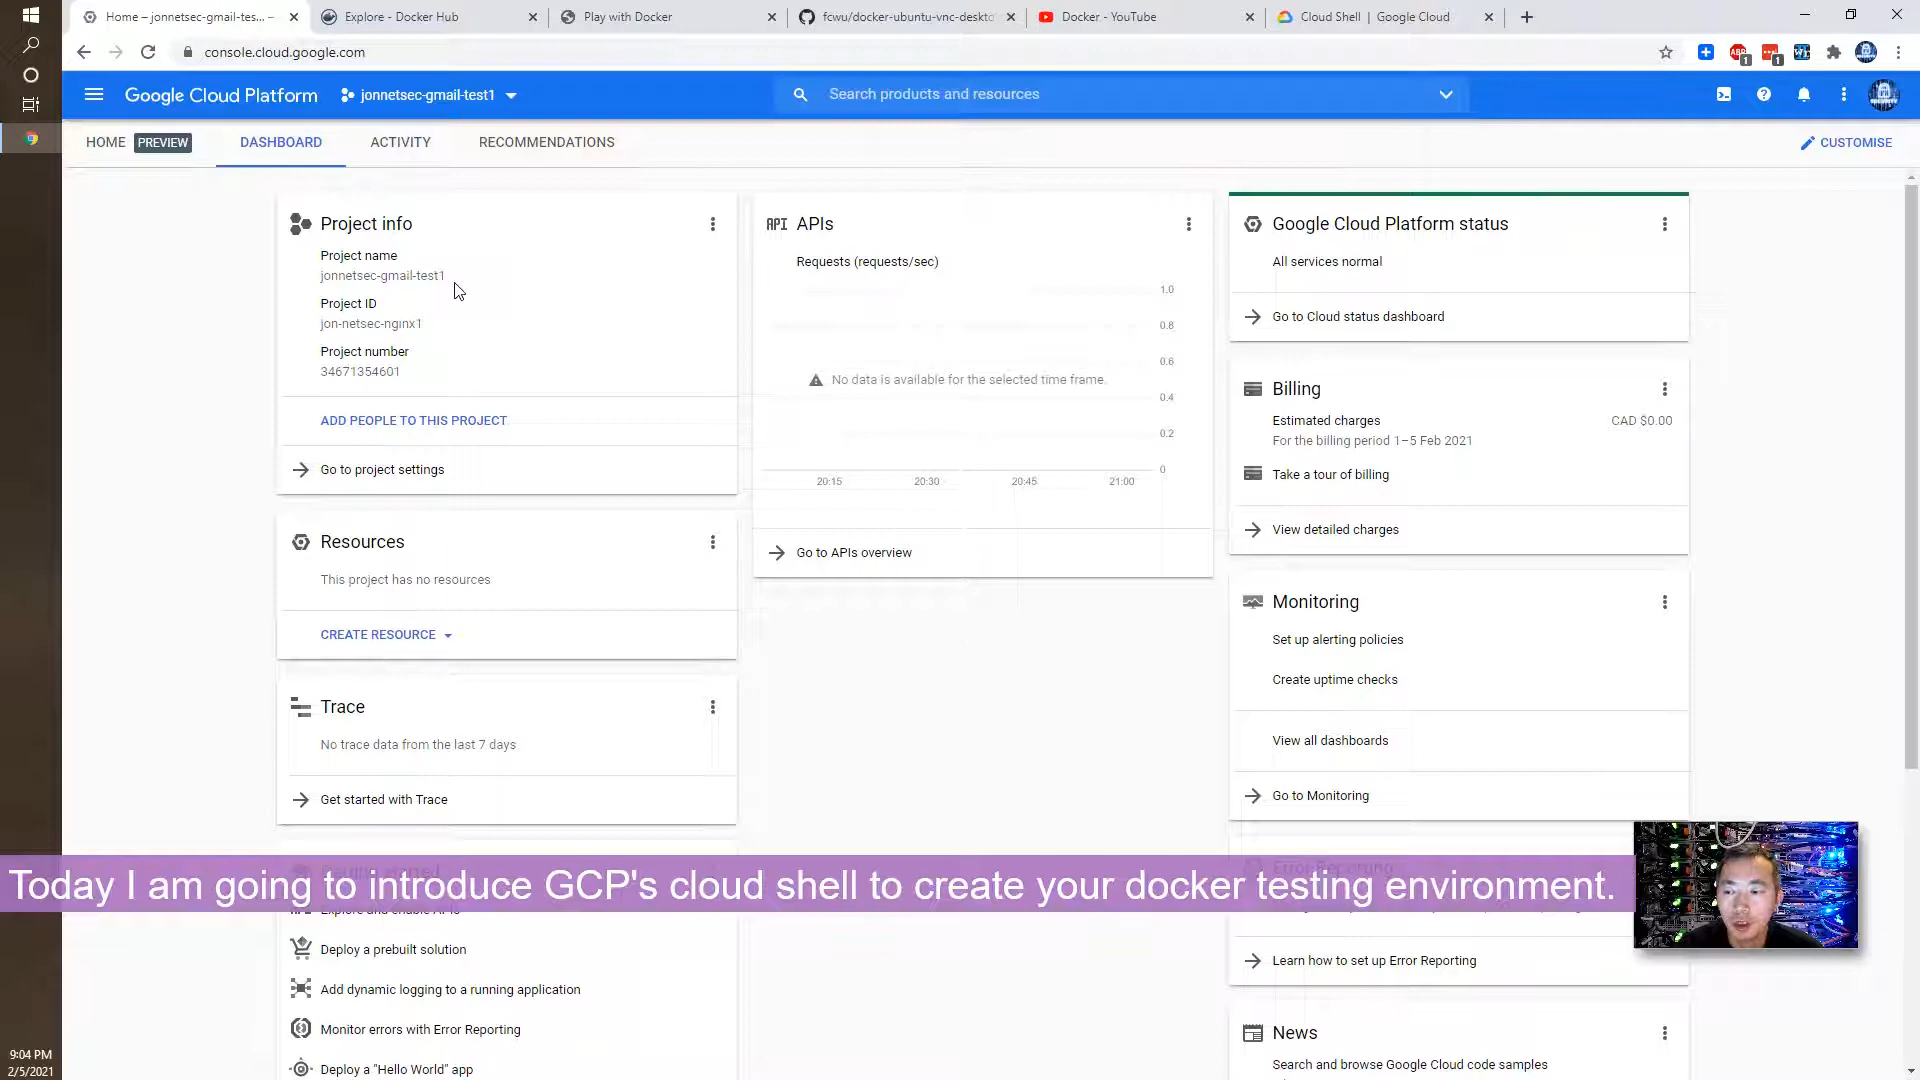 Home – jonnetsec-gmail-tes... –
Explore - Docker Hub
Play with Docker
fcwu/docker-ubuntu-vnc-deskto
Docker - YouTube
Cloud Shell | Google Cloud
console.cloud.google.com
Google Cloud Platform
jonnetsec-gmail-test1
Search products and resources
HOME
PREVIEW
DASHBOARD
ACTIVITY
RECOMMENDATIONS
CUSTOMISE
Project info
Project name
jonnetsec-gmail-test1
Project ID
jon-netsec-nginx1
Project number
34671354601
ADD PEOPLE TO THIS PROJECT
Go to project settings
Resources
This project has no resources
CREATE RESOURCE
Trace
No trace data from the last 7 days
Get started with Trace
API APIs
Requests (requests/sec)
1.0
0.8
0.6
No data is available for the selected time frame.
0.4
0.2
0
20:15
20:30
20:45
21:00
Go to APIs overview
Google Cloud Platform status
All services normal
Go to Cloud status dashboard
Billing
Estimated charges
CAD $0.00
For the billing period 1–5 Feb 2021
Take a tour of billing
View detailed charges
Monitoring
Set up alerting policies
Create uptime checks
View all dashboards
Go to Monitoring
Error Reporting
Today I am going to introduce GCP's cloud shell to create your docker testing environment.
Explore and enable APIs
Deploy a prebuilt solution
Add dynamic logging to a running application
Monitor errors with Error Reporting
Deploy a "Hello World" app
Learn how to set up Error Reporting
News
Search and browse Google Cloud code samples
9:04 PM
2/5/2021